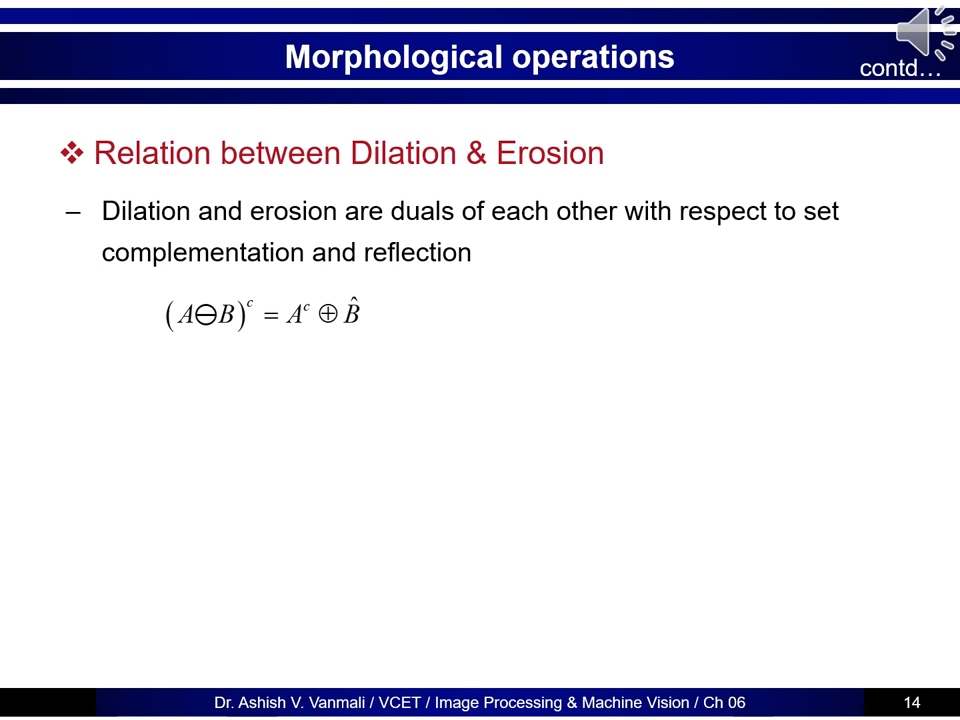 Morphological operations
contd…
❖ Relation between Dilation & Erosion
– Dilation and erosion are duals of each other with respect to set
complementation and reflection
(A⊖B)ᶜ = Aᶜ ⊕ B̂
Dr. Ashish V. Vanmali / VCET / Image Processing & Machine Vision / Ch 06
14